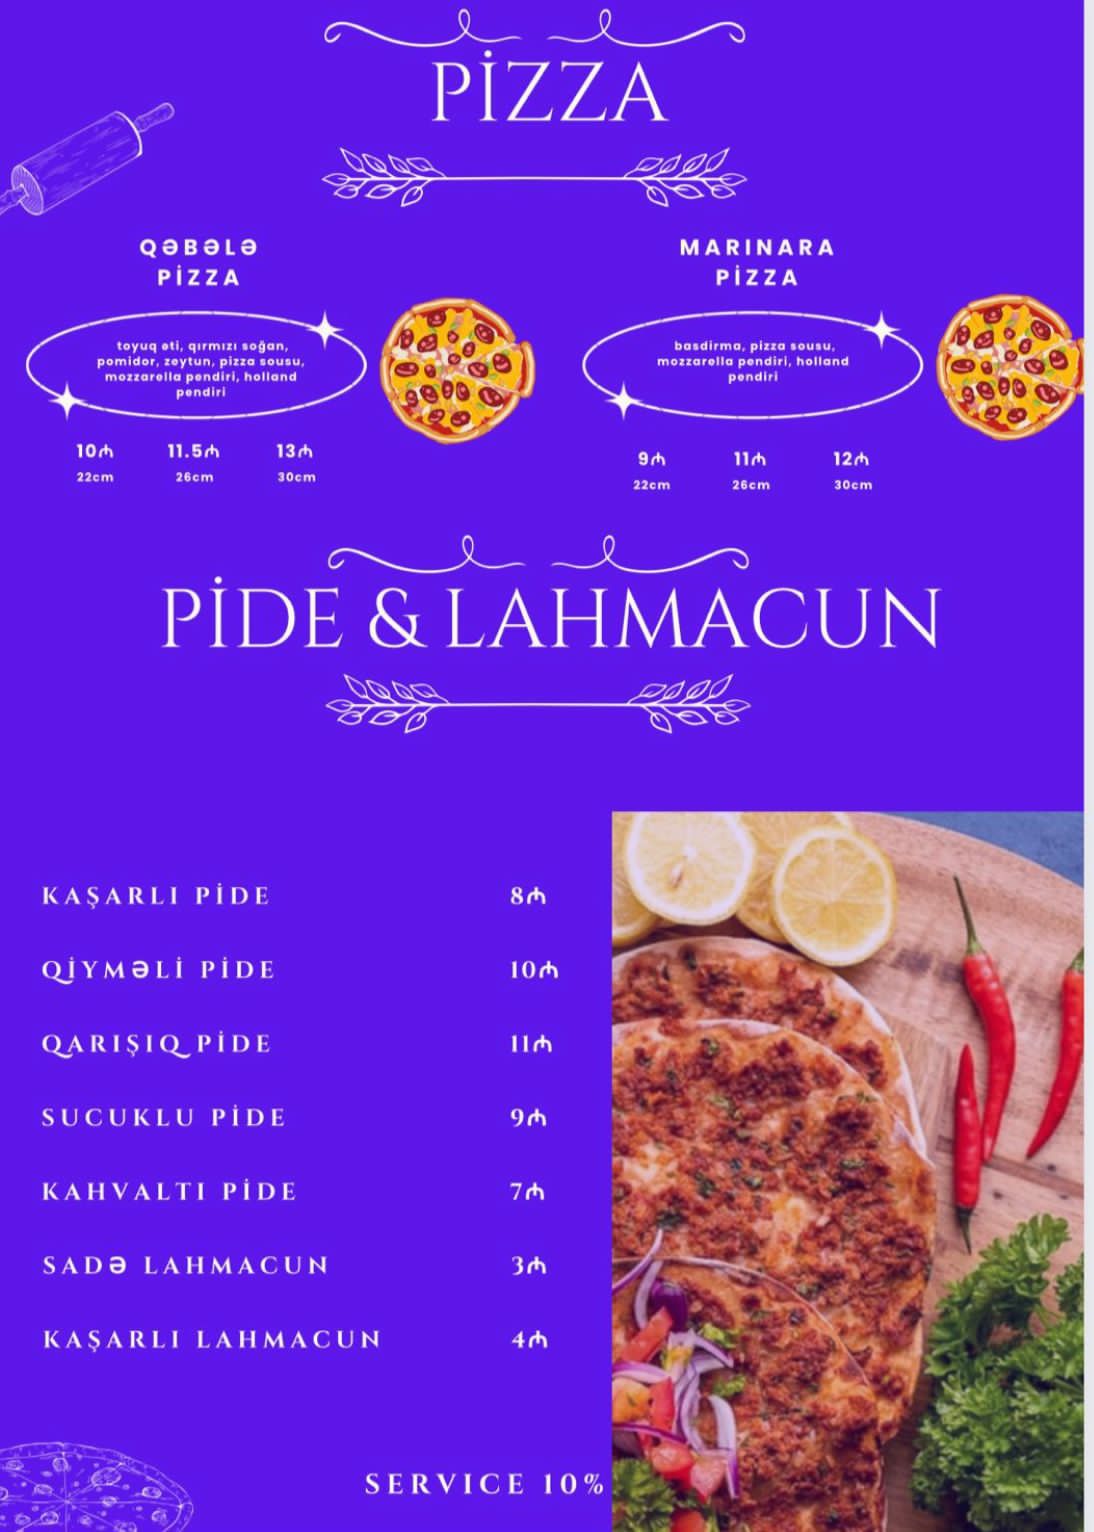 PİZZA
QƏBƏLƏ
PİZZA
toyuq əti, qırmızı soğan,
pomidor, zeytun, pizza sousu,
mozzarella pendiri, holland
pendiri
10₼ 11.5₼ 13₼
22cm 26cm 30cm
MARINARA
PİZZA
basdirma, pizza sousu,
mozzarella pendiri, holland
pendiri
9₼ 11₼ 12₼
22cm 26cm 30cm
PİDE & LAHMACUN
KAŞARLI PİDE 8₼
QİYMƏLİ PİDE 10₼
QARIŞIQ PİDE 11₼
SUCUKLU PİDE 9₼
KAHVALTI PİDE 7₼
SADƏ LAHMACUN 3₼
KAŞARLI LAHMACUN 4₼
SERVICE 10%